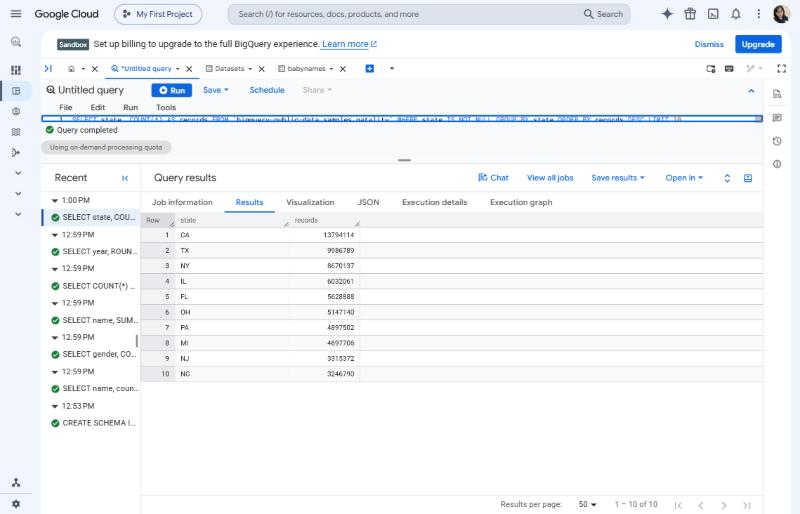 Google Cloud
My First Project
Search (/) for resources, docs, products, and more
Search
Sandbox Set up billing to upgrade to the full BigQuery experience. Learn more
Dismiss
Upgrade
*Untitled query
Datasets
babynames
Untitled query
Run
Save
Schedule
Share
File Edit Run Tools
1 SELECT state, COUNT(*) AS records FROM `bigquery-public-data.samples.natality` WHERE state IS NOT NULL GROUP BY state ORDER BY records DESC LIMIT 10
Query completed
Using on-demand processing quota
Recent
1:00 PM
SELECT state, COU...
12:59 PM
SELECT year, ROUN...
12:59 PM
SELECT COUNT(*) ...
12:59 PM
SELECT name, SUM...
12:59 PM
SELECT gender, CO...
12:59 PM
SELECT name, coun...
12:53 PM
CREATE SCHEMA I...
Query results
Chat
View all jobs
Save results
Open in
Job information Results Visualization JSON Execution details Execution graph
Row state records
1 CA 13794114
2 TX 9986789
3 NY 8670137
4 IL 6032061
5 FL 5628888
6 OH 5147140
7 PA 4897502
8 MI 4697706
9 NJ 3315372
10 NC 3246790
Results per page: 50 1 – 10 of 10